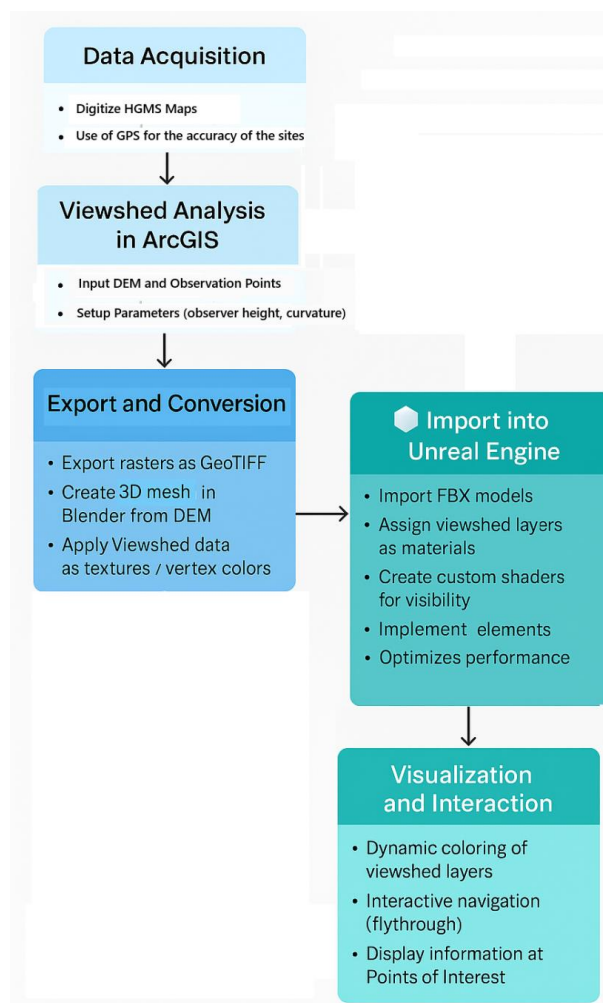 Data Acquisition
• Digitize HGMS Maps
• Use of GPS for the accuracy of the sites
Viewshed Analysis
in ArcGIS
• Input DEM and Observation Points
• Setup Parameters (observer height, curvature)
Export and Conversion
• Export rasters as GeoTIFF
• Create 3D mesh in
Blender from DEM
• Apply Viewshed data
as textures / vertex colors
Import into
Unreal Engine
• Import FBX models
• Assign viewshed layers
as materials
• Create custom shaders
for visibility
• Implement elements
• Optimizes performance
Visualization
and Interaction
• Dynamic coloring of
viewshed layers
• Interactive navigation
(flythrough)
• Display information at
Points of Interest